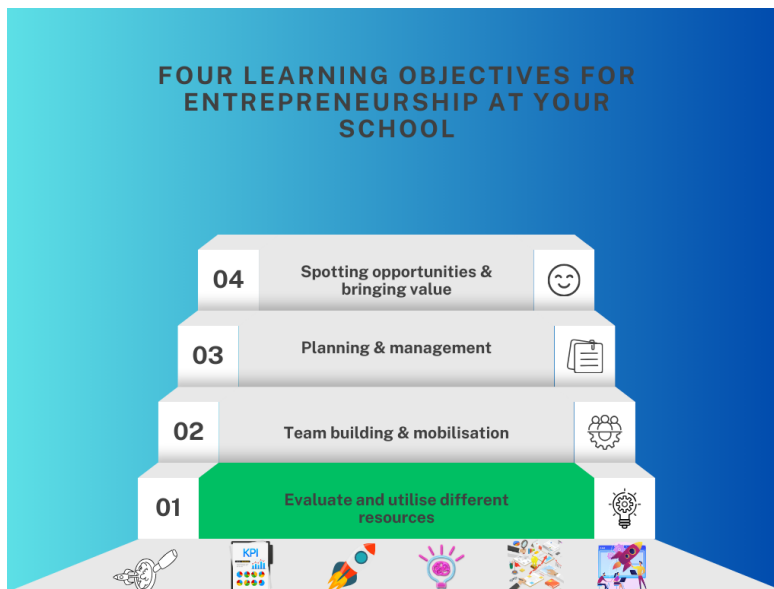 FOUR LEARNING OBJECTIVES FOR
ENTREPRENEURSHIP AT YOUR
SCHOOL
04
Spotting opportunities &
bringing value
03
Planning & management
02
Team building & mobilisation
01
Evaluate and utilise different
resources
KPI